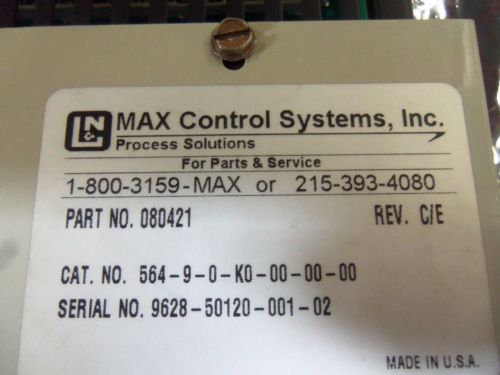 L&N MAX Control Systems, Inc.
Process Solutions
For Parts & Service
1-800-3159-MAX or 215-393-4080
PART NO. 080421 REV. C/E
CAT. NO. 564-9-0-K0-00-00-00
SERIAL NO. 9628-50120-001-02
MADE IN U.S.A.